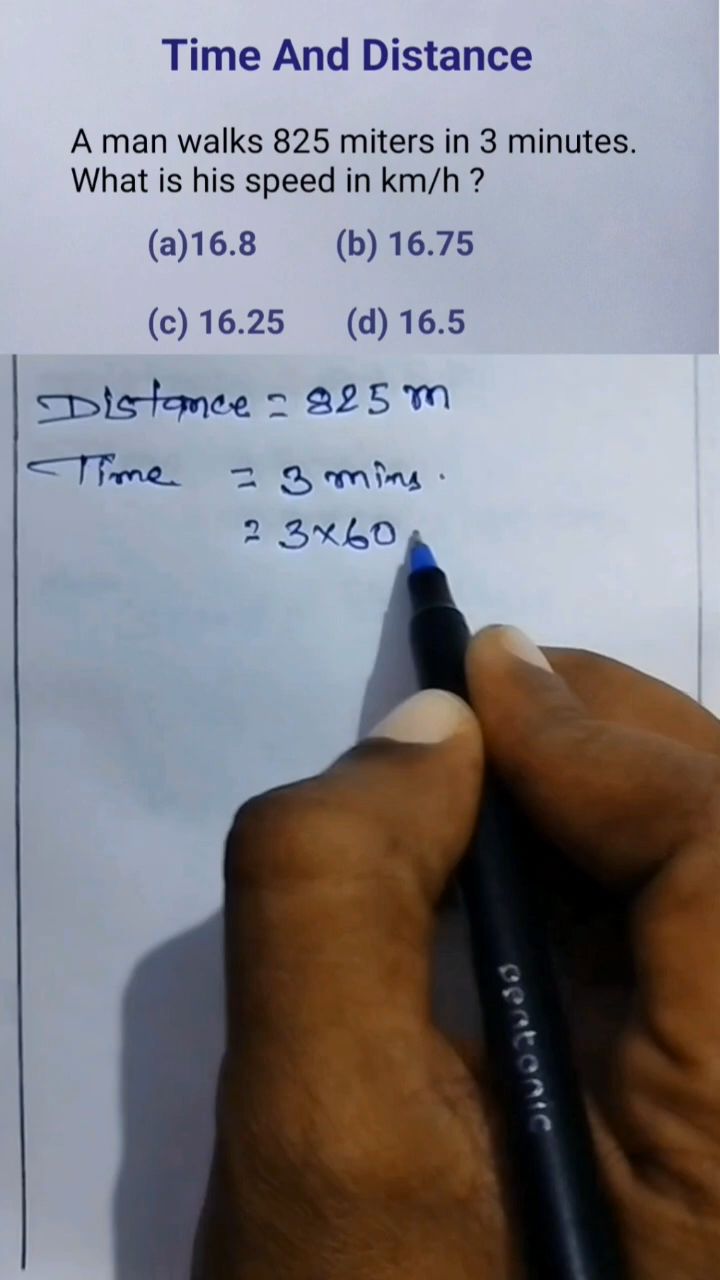 Time And Distance
A man walks 825 miters in 3 minutes.
What is his speed in km/h ?
(a)16.8 (b) 16.75
(c) 16.25 (d) 16.5
Distance = 825 m
Time = 3 mins.
= 3×60
pentonic